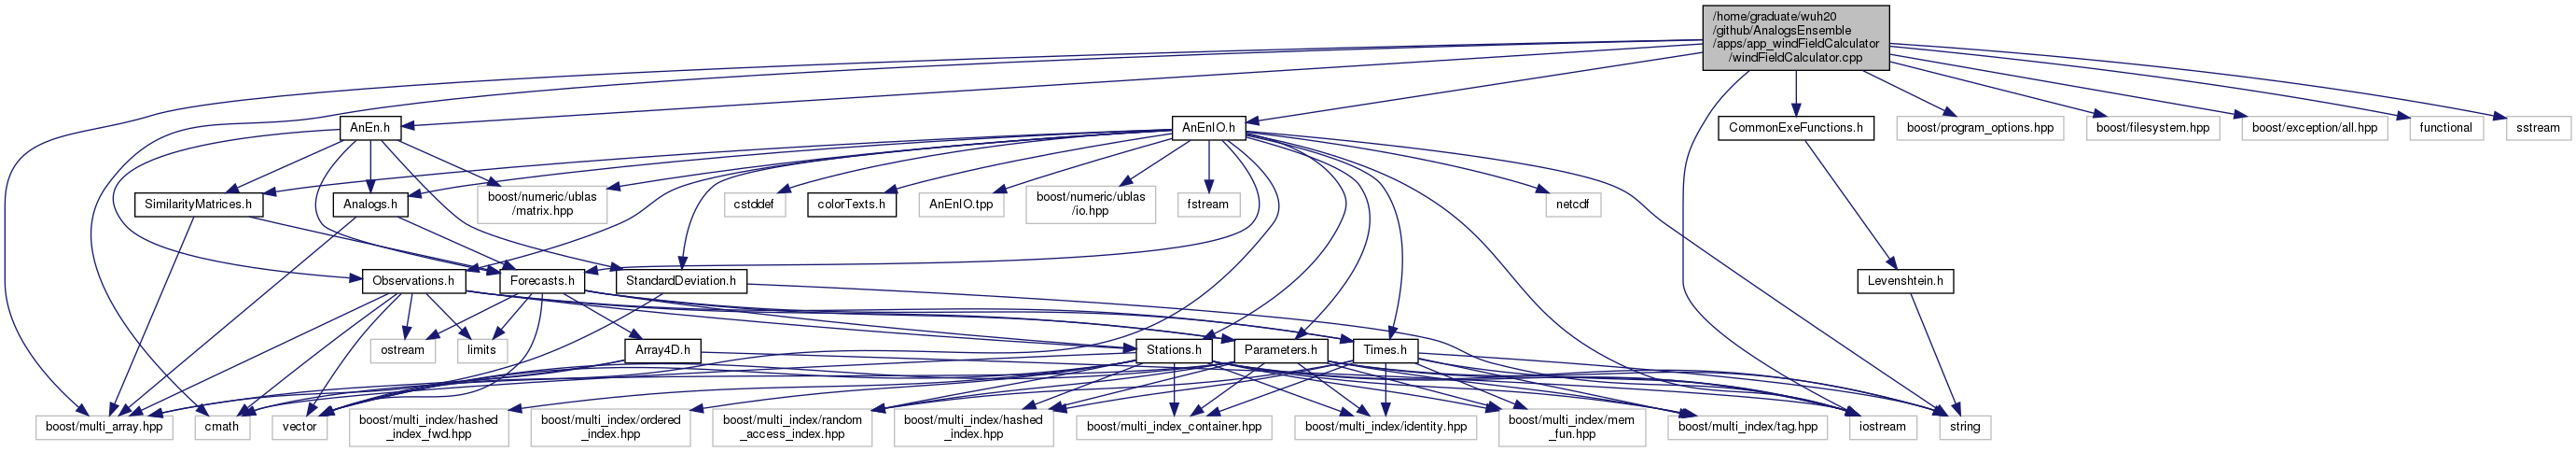 /home/graduate/wuh20
/github/AnalogsEnsemble
/apps/app_windFieldCalculator
/windFieldCalculator.cpp
AnEn.h
AnEnIO.h
CommonExeFunctions.h
boost/program_options.hpp
boost/filesystem.hpp
boost/exception/all.hpp
functional
sstream
SimilarityMatrices.h
Analogs.h
boost/numeric/ublas
/matrix.hpp
cstddef
colorTexts.h
AnEnIO.tpp
boost/numeric/ublas
/io.hpp
fstream
netcdf
Observations.h
Forecasts.h
StandardDeviation.h
Levenshtein.h
ostream
limits
Array4D.h
Stations.h
Parameters.h
Times.h
boost/multi_array.hpp
cmath
vector
boost/multi_index/hashed
_index_fwd.hpp
boost/multi_index/ordered
_index.hpp
boost/multi_index/random
_access_index.hpp
boost/multi_index/hashed
_index.hpp
boost/multi_index_container.hpp
boost/multi_index/identity.hpp
boost/multi_index/mem
_fun.hpp
boost/multi_index/tag.hpp
iostream
string